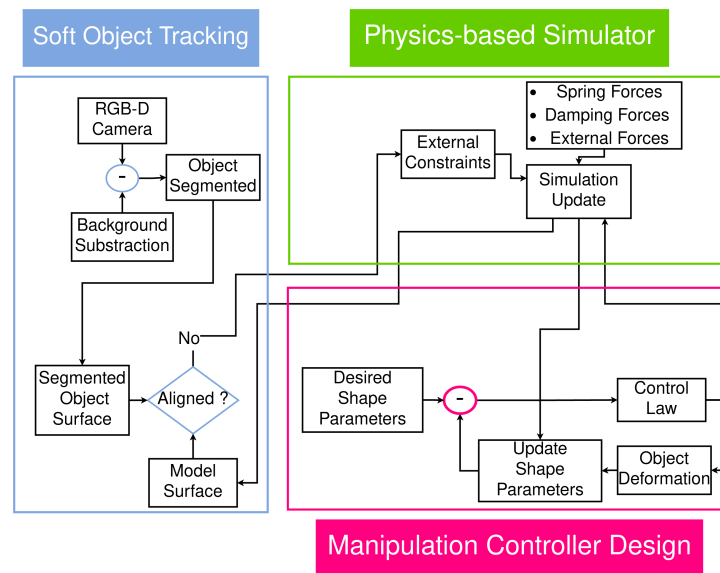 Soft Object Tracking
Physics-based Simulator
RGB-D
Camera
-
Object
Segmented
Background
Substraction
External
Constraints
• Spring Forces
• Damping Forces
• External Forces
Simulation
Update
No
Segmented
Object
Surface
Aligned ?
Model
Surface
Desired
Shape
Parameters
-
Control
Law
Update
Shape
Parameters
Object
Deformation
Manipulation Controller Design